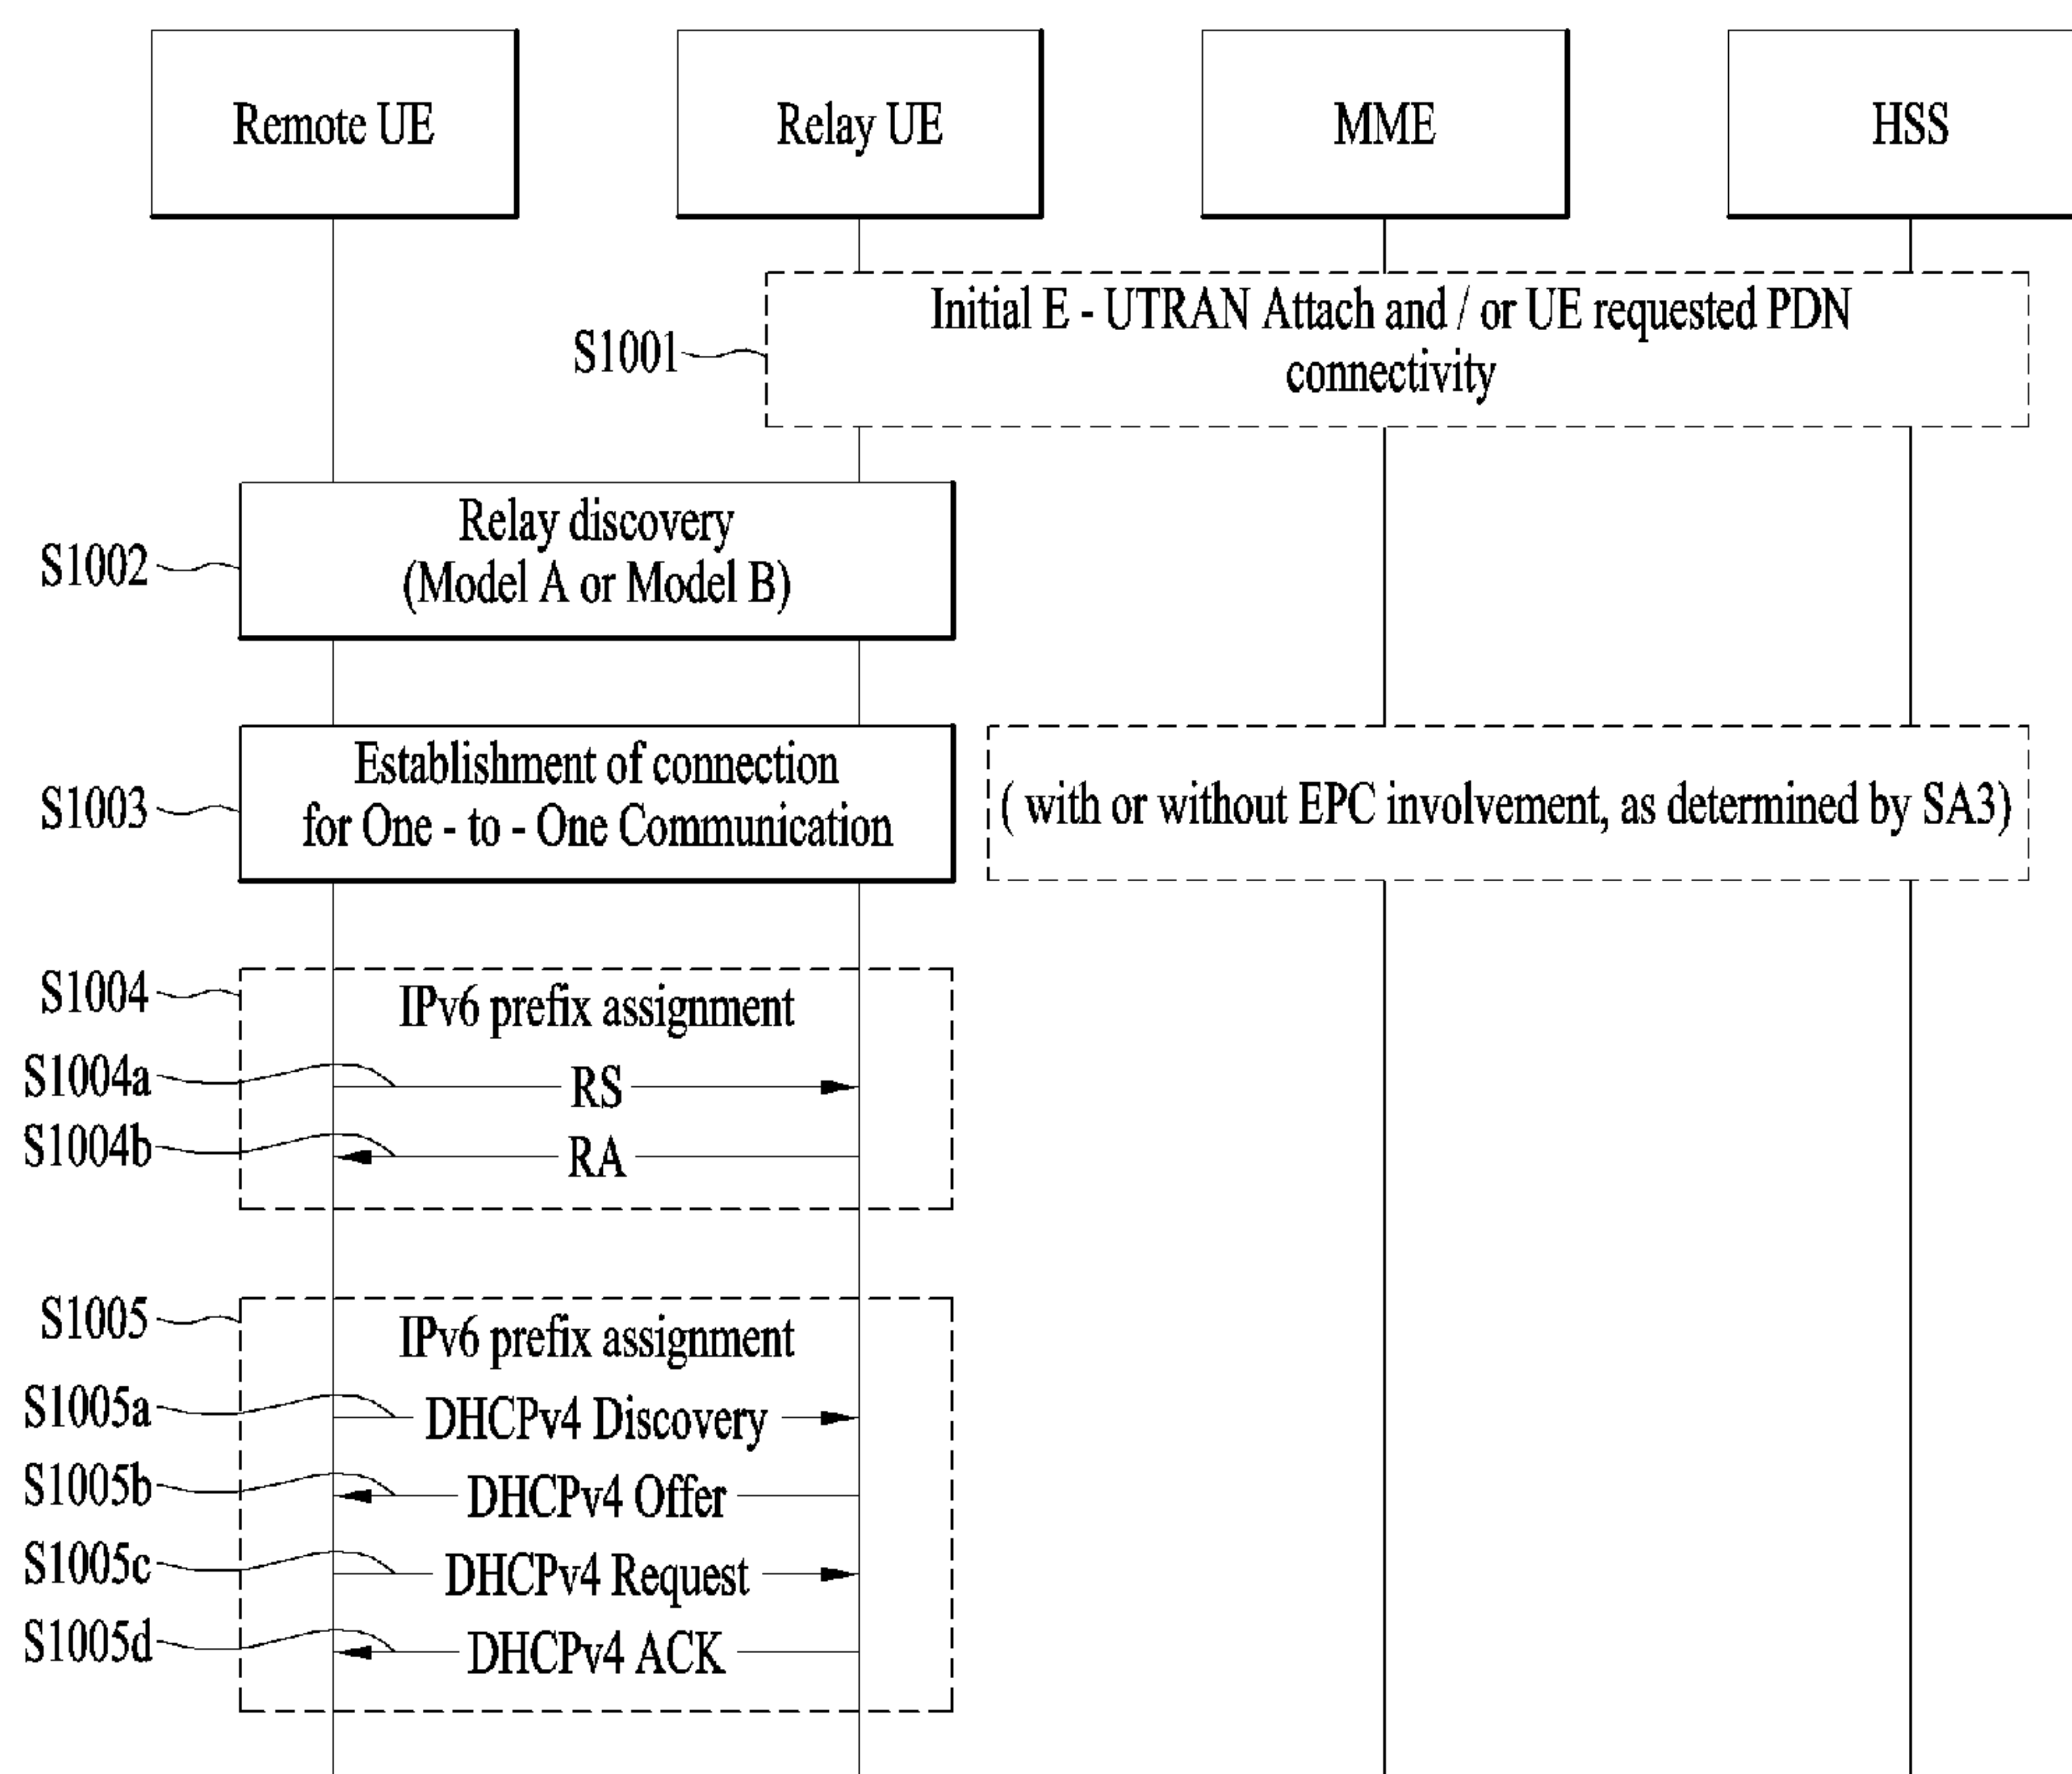 Remote UE
Relay UE
MME
HSS
S1001
Initial E - UTRAN Attach and / or UE requested PDN
connectivity
S1002
Relay discovery
(Model A or Model B)
S1003
Establishment of connection
for One - to - One Communication
( with or without EPC involvement, as determined by SA3)
S1004
IPv6 prefix assignment
S1004a
RS
S1004b
RA
S1005
IPv6 prefix assignment
S1005a
DHCPv4 Discovery
S1005b
DHCPv4 Offer
S1005c
DHCPv4 Request
S1005d
DHCPv4 ACK